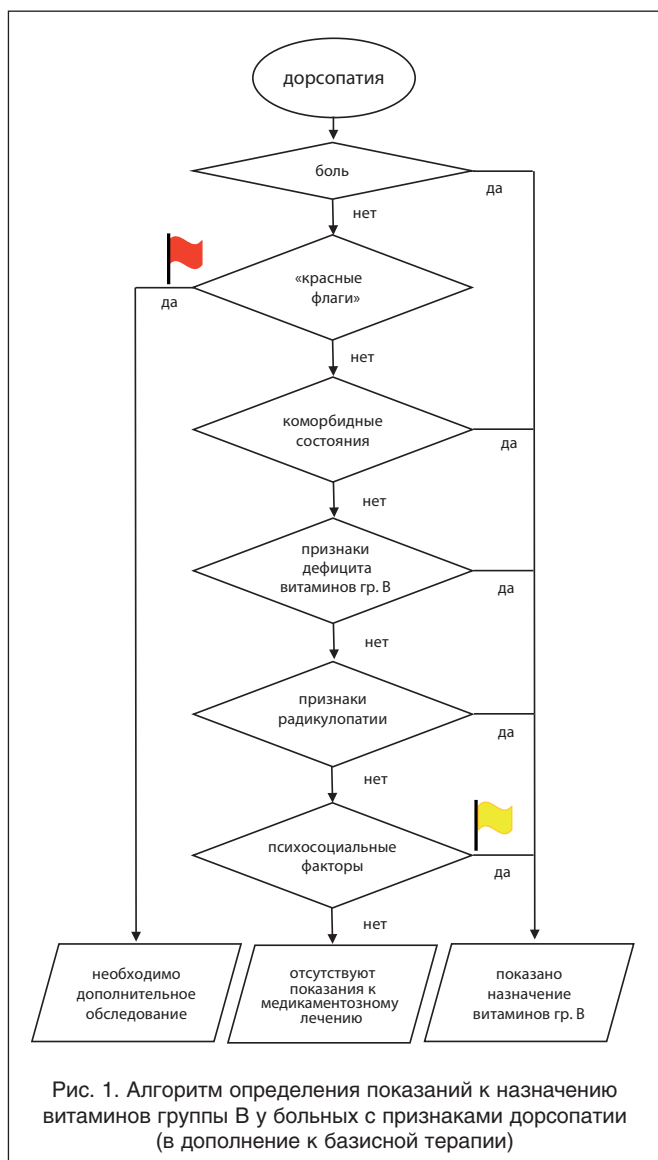 дорсопатия
боль
да
нет
«красные
флаги»
да
нет
коморбидные
состояния
да
нет
признаки
дефицита
витаминов гр. В
да
нет
признаки
радикулопатии
да
нет
психосоциальные
факторы
да
нет
необходимо
дополнительное
обследование
отсутствуют
показания к
медикаментозному
лечению
показано
назначение
витаминов гр. В
Рис. 1. Алгоритм определения показаний к назначению
витаминов группы В у больных с признаками дорсопатии
(в дополнение к базисной терапии)